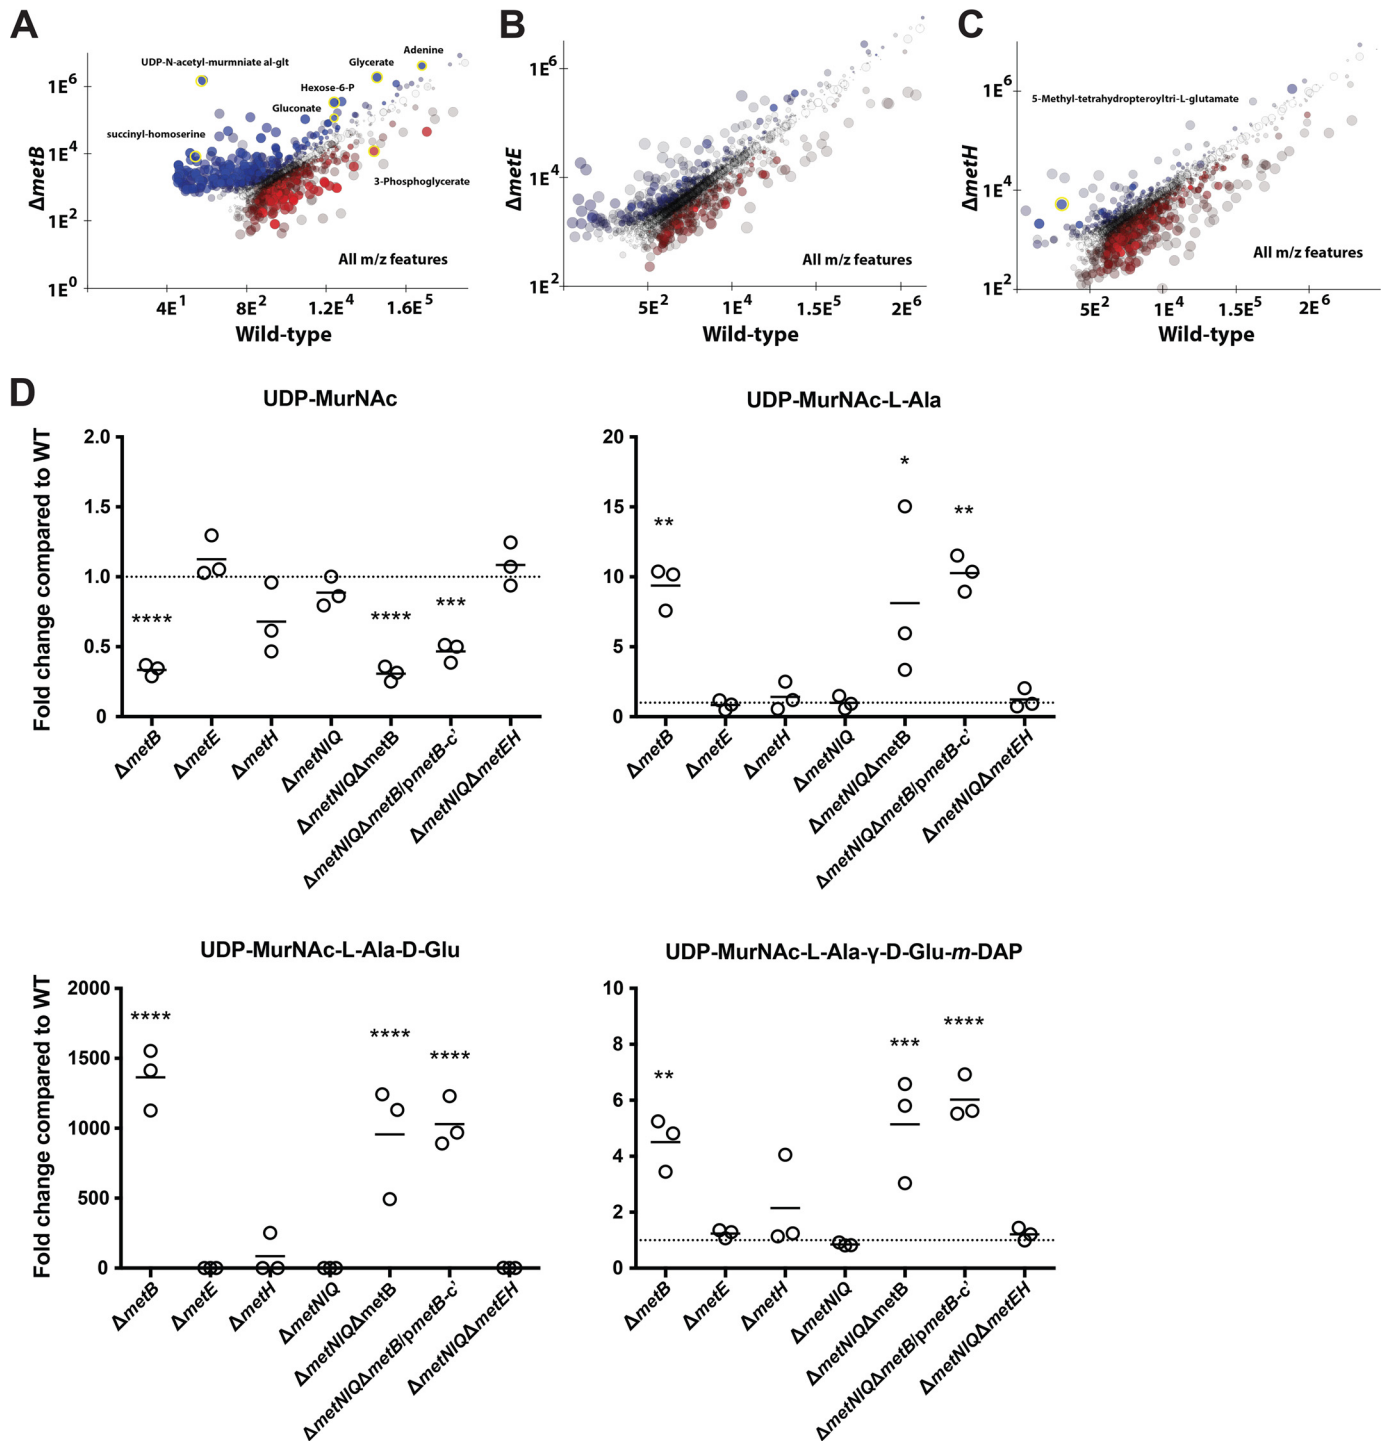 A
B
C
UDP-N-acetyl-murmniate al-glt
Glycerate
Adenine
Hexose-6-P
Gluconate
succinyl-homoserine
3-Phosphoglycerate
All m/z features
ΔmetB
1E⁶
1E⁴
1E²
1E⁰
4E¹ 8E² 1.2E⁴ 1.6E⁵
Wild-type
ΔmetE
1E⁶
1E⁴
1E²
All m/z features
5E² 1E⁴ 1.5E⁵ 2E⁶
Wild-type
ΔmetH
1E⁶
1E⁴
1E²
5-Methyl-tetrahydropteroyltri-L-glutamate
All m/z features
5E² 1E⁴ 1.5E⁵ 2E⁶
Wild-type
D
UDP-MurNAc
Fold change compared to WT
2.0
1.5
1.0
0.5
0
****
****
***
ΔmetB
ΔmetE
ΔmetH
ΔmetNIQ
ΔmetNIQΔmetB
ΔmetNIQΔmetB/pmetB-c'
ΔmetNIQΔmetEH
UDP-MurNAc-L-Ala
20
15
10
5
0
**
*
**
ΔmetB
ΔmetE
ΔmetH
ΔmetNIQ
ΔmetNIQΔmetB
ΔmetNIQΔmetB/pmetB-c'
ΔmetNIQΔmetEH
UDP-MurNAc-L-Ala-D-Glu
Fold change compared to WT
2000
1500
1000
500
0
****
****
****
ΔmetB
ΔmetE
ΔmetH
ΔmetNIQ
ΔmetNIQΔmetB
ΔmetNIQΔmetB/pmetB-c'
ΔmetNIQΔmetEH
UDP-MurNAc-L-Ala-γ-D-Glu-m-DAP
10
8
6
4
2
0
**
***
****
ΔmetB
ΔmetE
ΔmetH
ΔmetNIQ
ΔmetNIQΔmetB
ΔmetNIQΔmetB/pmetB-c'
ΔmetNIQΔmetEH